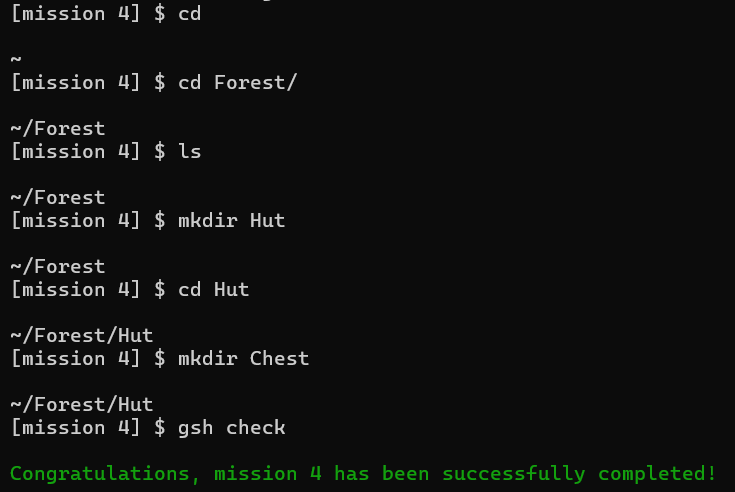 [mission 4] $ cd
~
[mission 4] $ cd Forest/
~/Forest
[mission 4] $ ls
~/Forest
[mission 4] $ mkdir Hut
~/Forest
[mission 4] $ cd Hut
~/Forest/Hut
[mission 4] $ mkdir Chest
~/Forest/Hut
[mission 4] $ gsh check
Congratulations, mission 4 has been successfully completed!